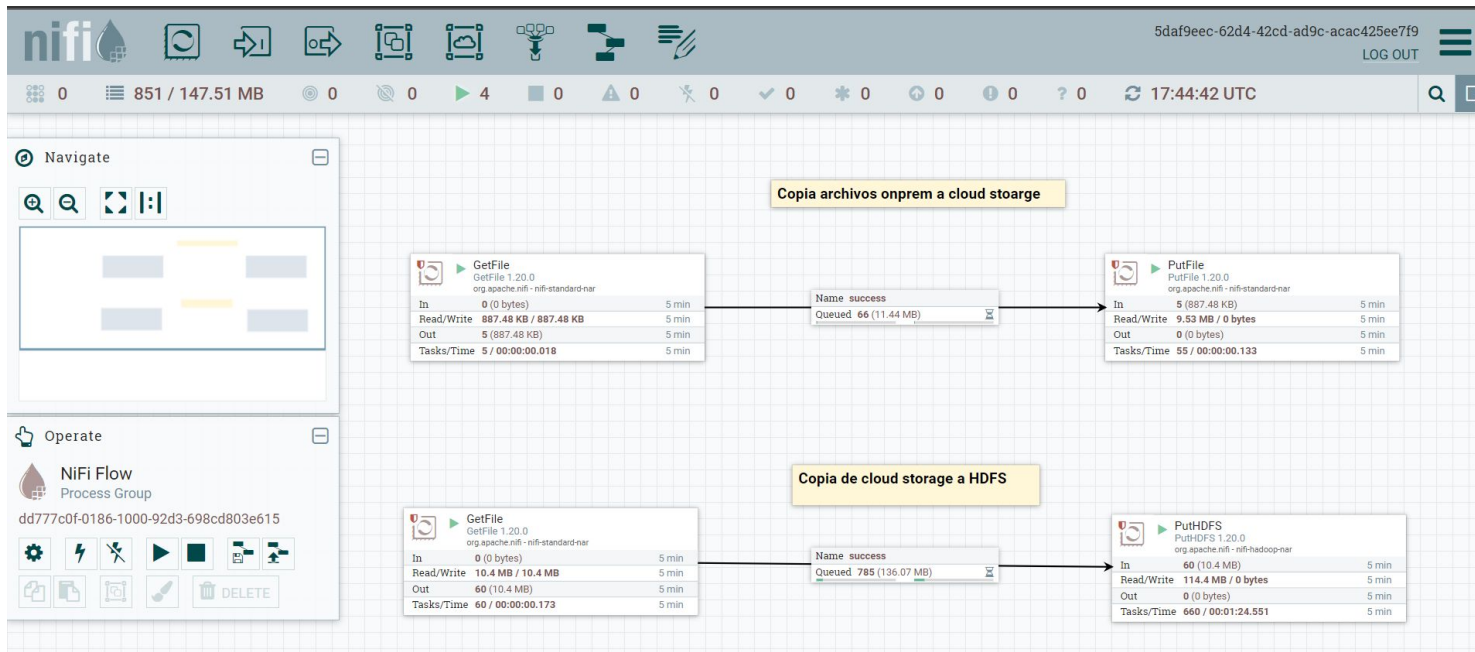 nifi
5daf9eec-62d4-42cd-ad9c-acac425ee7f9
LOG OUT
0 851 / 147.51 MB 0 0 4 0 0 0 0 0 0 0 ? 0 17:44:42 UTC
Navigate
Copia archivos onprem a cloud stoarge
GetFile
GetFile 1.20.0
org.apache.nifi - nifi-standard-nar
In 0 (0 bytes) 5 min
Read/Write 887.48 KB / 887.48 KB 5 min
Out 5 (887.48 KB) 5 min
Tasks/Time 5 / 00:00:00.018 5 min
Name success
Queued 66 (11.44 MB)
PutFile
PutFile 1.20.0
org.apache.nifi - nifi-standard-nar
In 5 (887.48 KB) 5 min
Read/Write 9.53 MB / 0 bytes 5 min
Out 0 (0 bytes) 5 min
Tasks/Time 55 / 00:00:00.133 5 min
Operate
NiFi Flow
Process Group
dd777c0f-0186-1000-92d3-698cd803e615
DELETE
Copia de cloud storage a HDFS
GetFile
GetFile 1.20.0
org.apache.nifi - nifi-standard-nar
In 0 (0 bytes) 5 min
Read/Write 10.4 MB / 10.4 MB 5 min
Out 60 (10.4 MB) 5 min
Tasks/Time 60 / 00:00:00.173 5 min
Name success
Queued 785 (136.07 MB)
PutHDFS
PutHDFS 1.20.0
org.apache.nifi - nifi-hadoop-nar
In 60 (10.4 MB) 5 min
Read/Write 114.4 MB / 0 bytes 5 min
Out 0 (0 bytes) 5 min
Tasks/Time 660 / 00:01:24.551 5 min